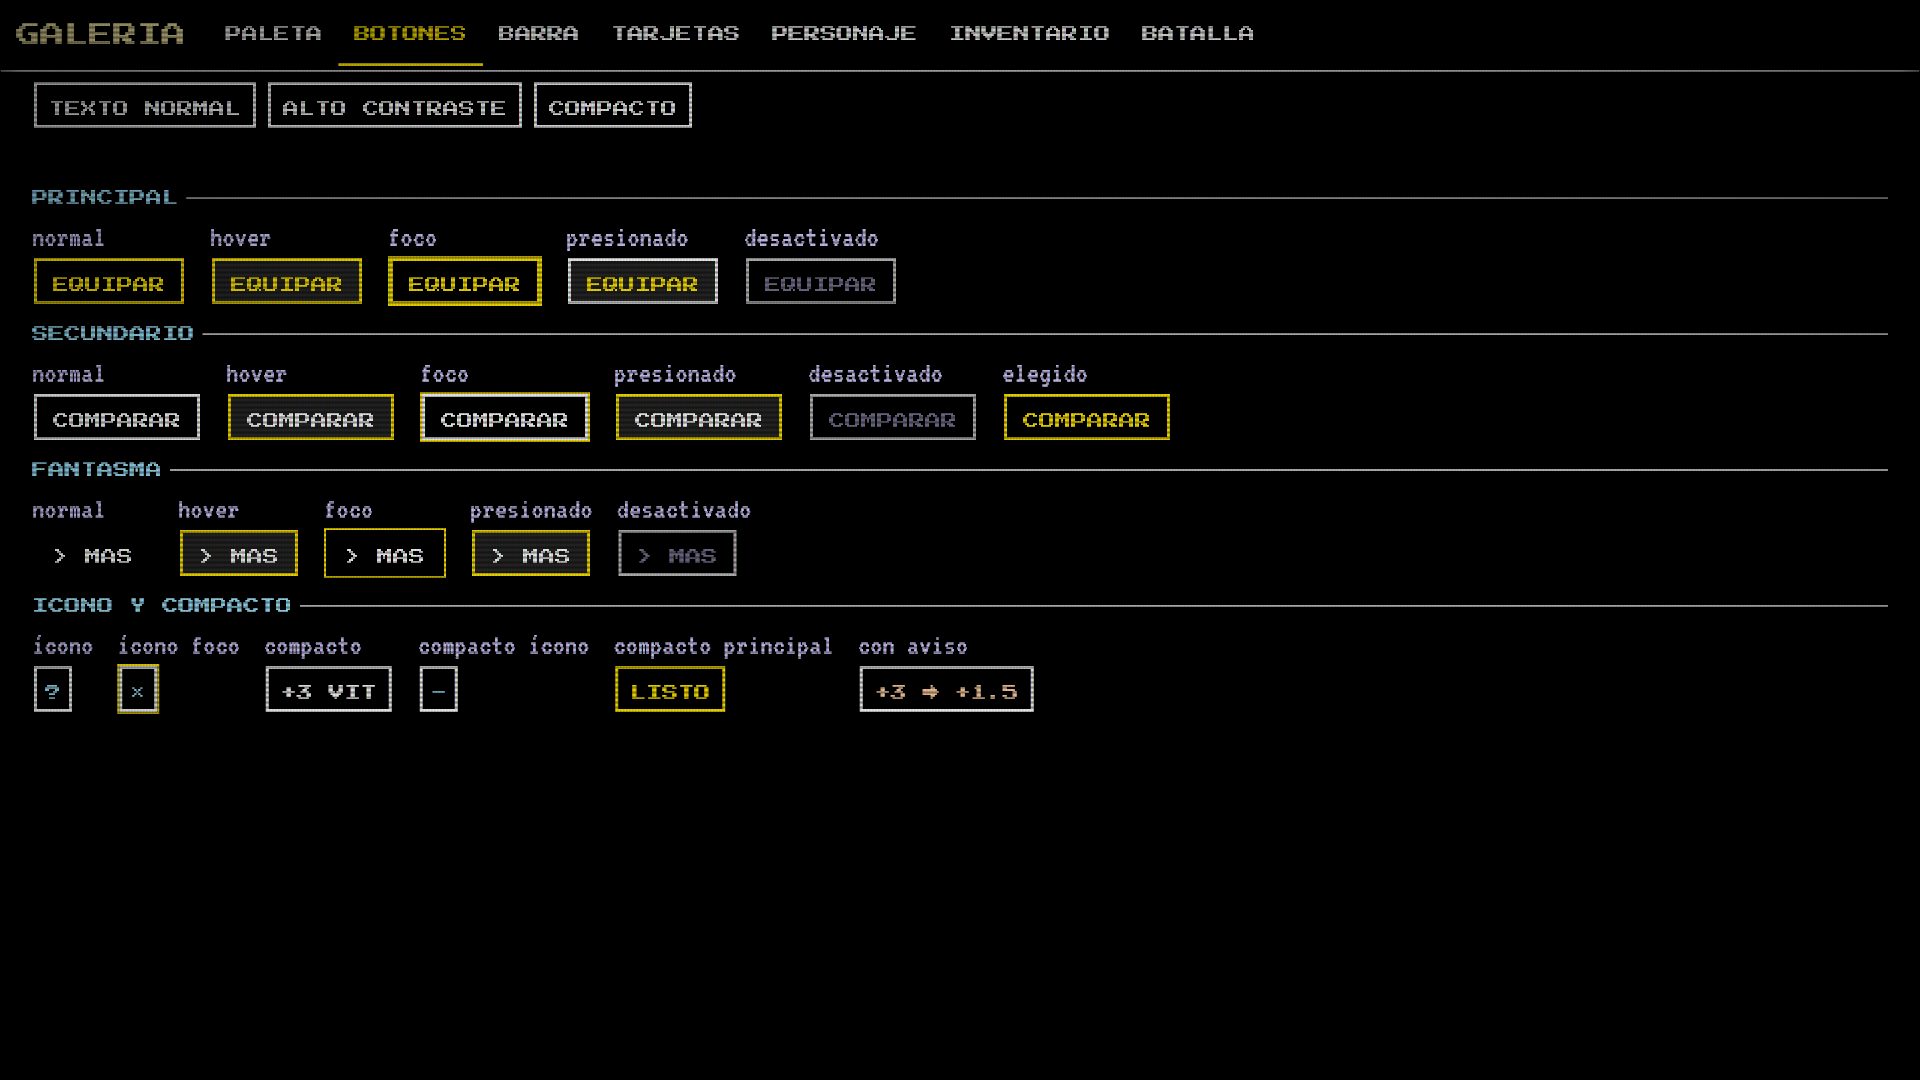 GALERIA PALETA BOTONES BARRA TARJETAS PERSONAJE INVENTARIO BATALLA
TEXTO NORMAL ALTO CONTRASTE COMPACTO
PRINCIPAL
normal hover foco presionado desactivado
EQUIPAR EQUIPAR EQUIPAR EQUIPAR EQUIPAR
SECUNDARIO
normal hover foco presionado desactivado elegido
COMPARAR COMPARAR COMPARAR COMPARAR COMPARAR COMPARAR
FANTASMA
normal hover foco presionado desactivado
> MAS > MAS > MAS > MAS > MAS
ICONO Y COMPACTO
ícono ícono foco compacto compacto ícono compacto principal con aviso
? × +3 VIT — LISTO +3 → +1.5